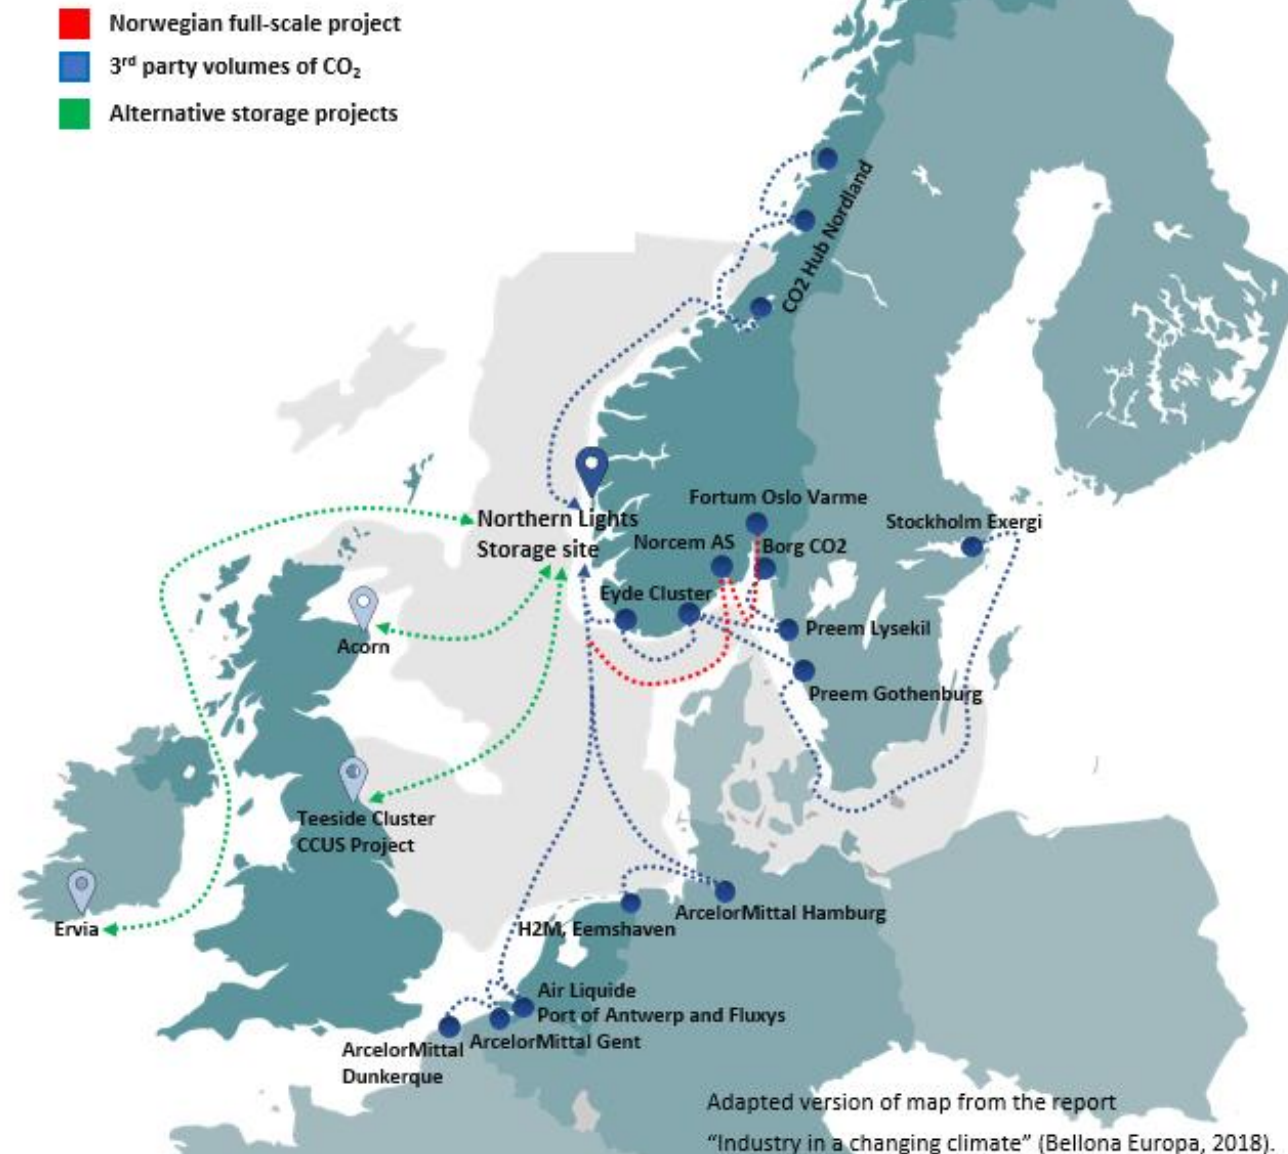 Norwegian full-scale project
3rd party volumes of CO₂
Alternative storage projects
CO2 Hub Nordland
Northern Lights
Storage site
Fortum Oslo Varme
Stockholm Exergi
Norcem AS
Borg CO2
Eyde Cluster
Preem Lysekil
Acorn
Preem Gothenburg
Teeside Cluster
CCUS Project
ArcelorMittal Hamburg
Ervia
H2M, Eemshaven
Air Liquide
Port of Antwerp and Fluxys
ArcelorMittal Gent
ArcelorMittal
Dunkerque
Adapted version of map from the report
“Industry in a changing climate” (Bellona Europa, 2018).